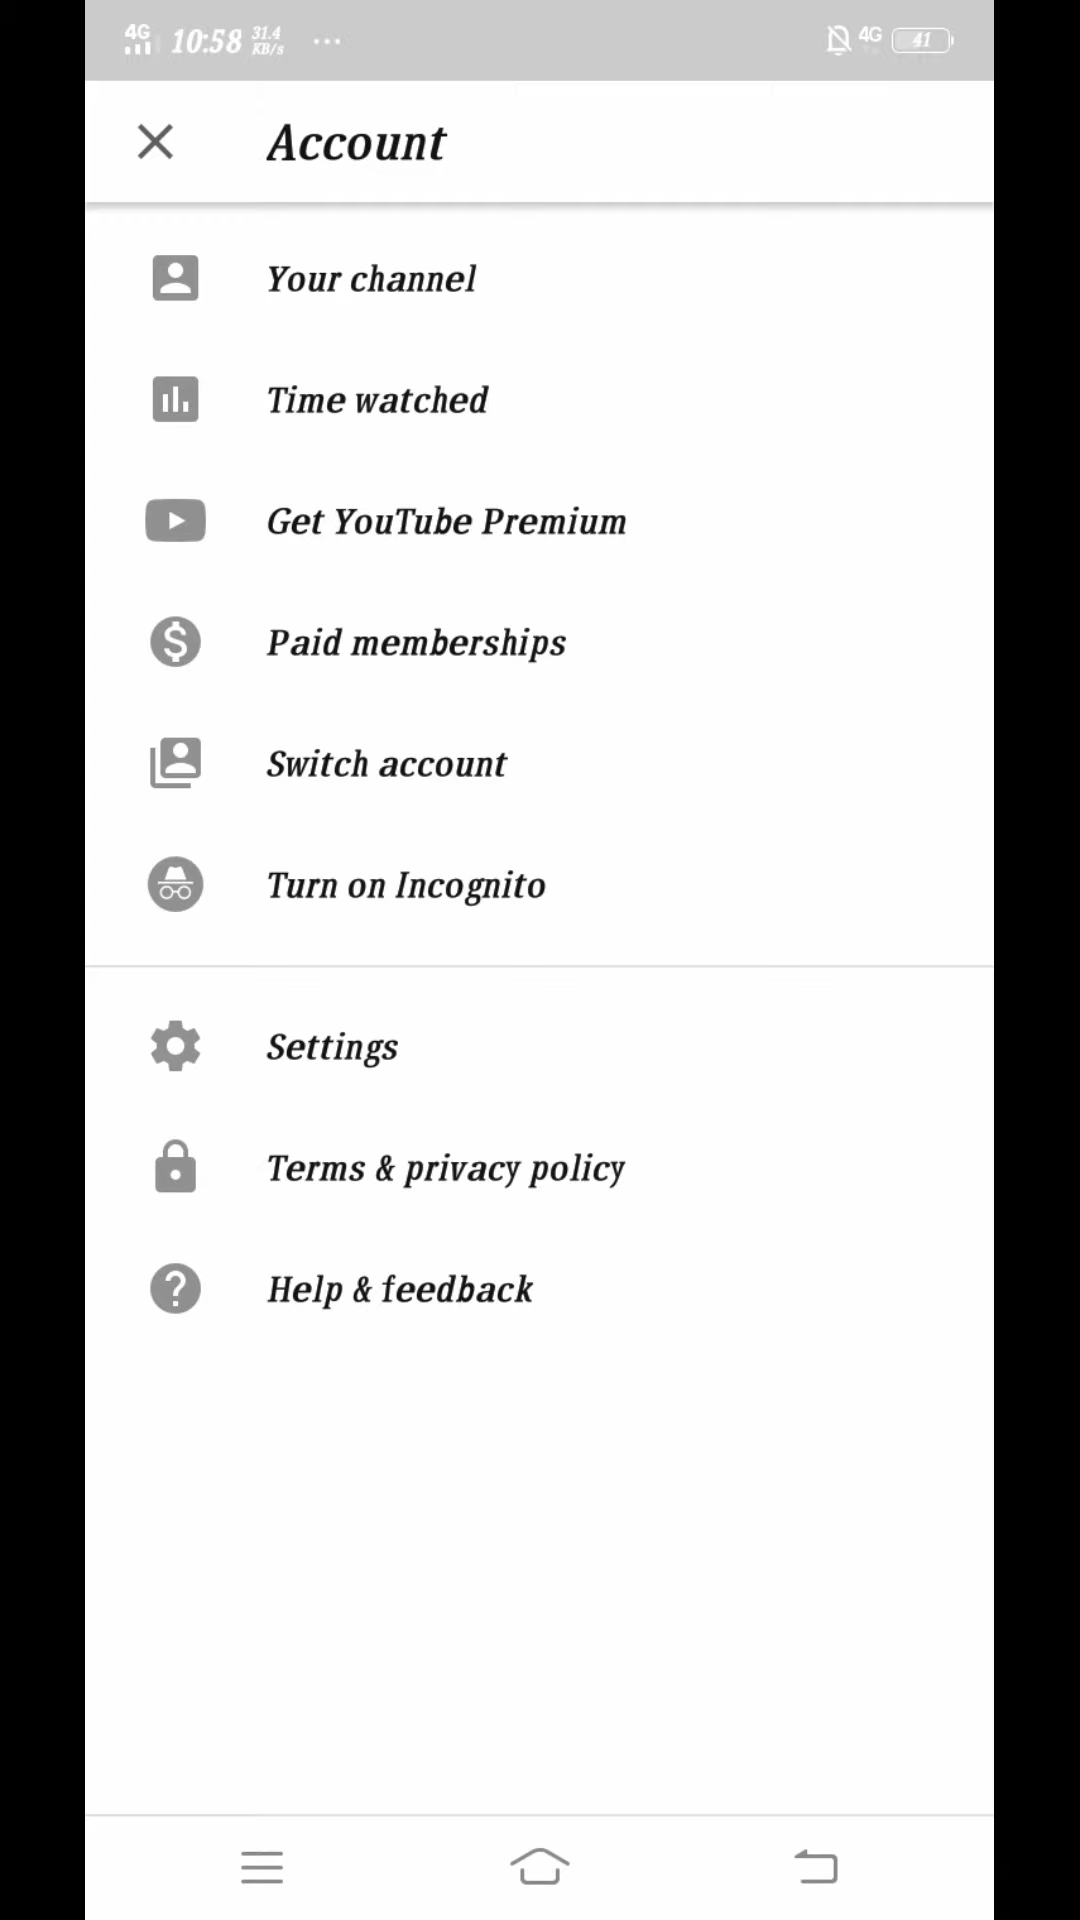 4G 10:58 31.4 KB/s ... 4G 41
Account
Your channel
Time watched
Get YouTube Premium
Paid memberships
Switch account
Turn on Incognito
Settings
Terms & privacy policy
Help & feedback